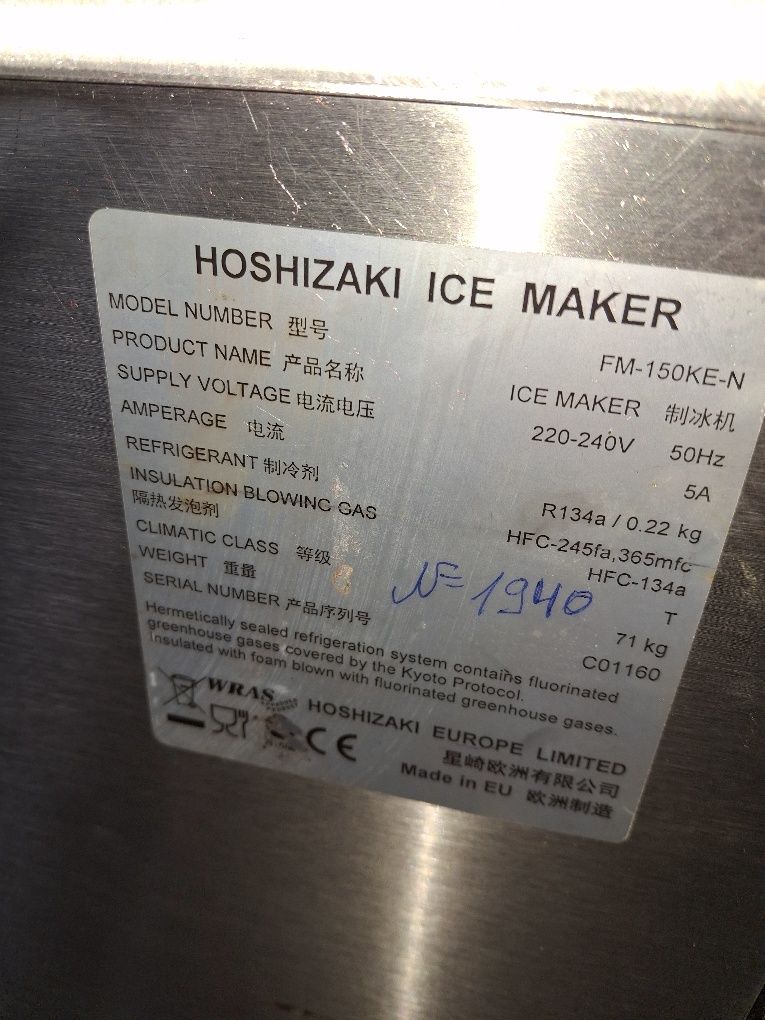 HOSHIZAKI ICE MAKER
MODEL NUMBER 型号 FM-150KE-N
PRODUCT NAME 产品名称 ICE MAKER 制冰机
SUPPLY VOLTAGE 电流电压 220-240V 50Hz
AMPERAGE 电流 5A
REFRIGERANT 制冷剂 R134a / 0.22 kg
INSULATION BLOWING GAS HFC-245fa,365mfc
隔热发泡剂 HFC-134a
CLIMATIC CLASS 等级 T
WEIGHT 重量 71 kg
SERIAL NUMBER 产品序列号 C01160
№ 1940
Hermetically sealed refrigeration system contains fluorinated
greenhouse gases covered by the Kyoto Protocol.
Insulated with foam blown with fluorinated greenhouse gases.
WRAS
CE
HOSHIZAKI EUROPE LIMITED
星崎欧洲有限公司
Made in EU 欧洲制造